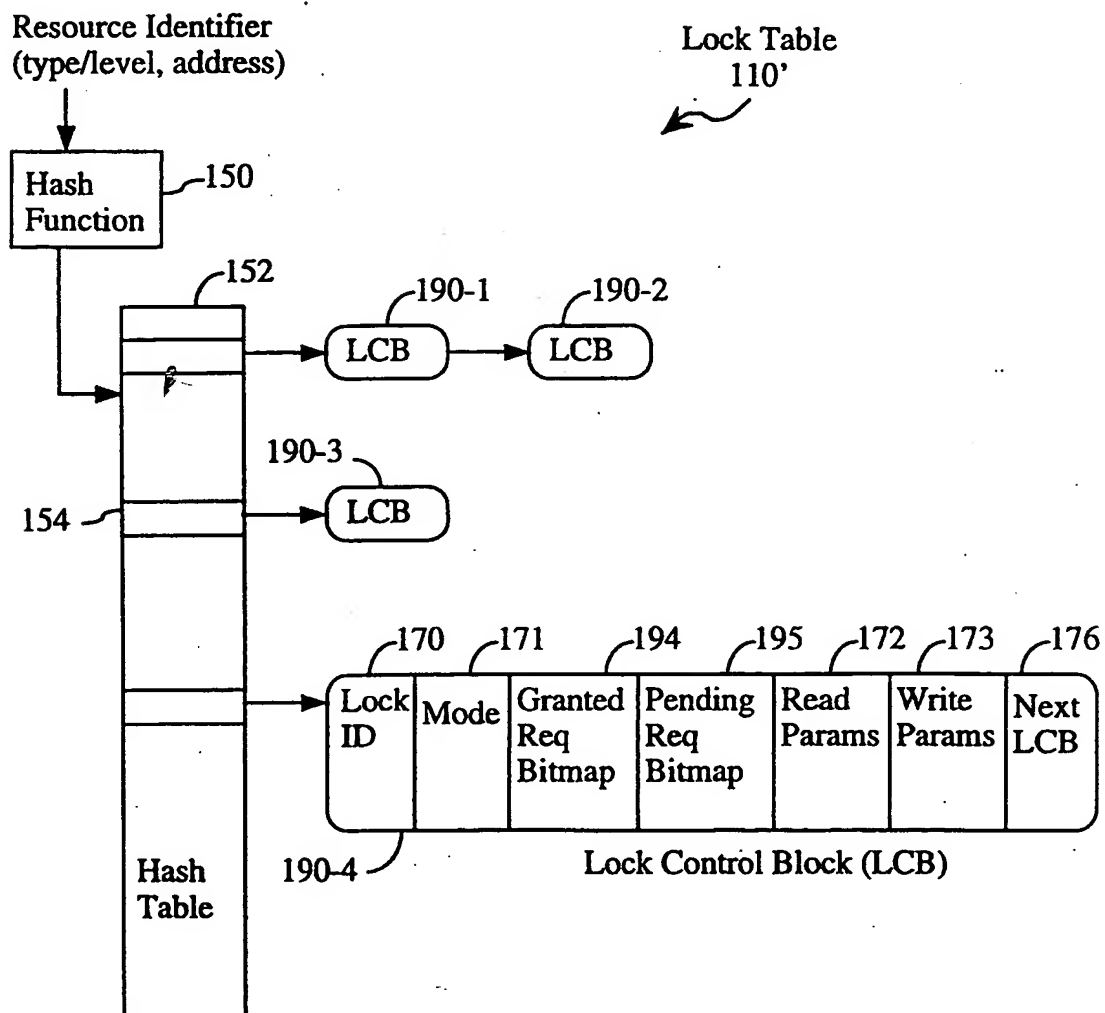 Resource Identifier
(type/level, address)
Lock Table
110'
Hash
Function
150
152
190-1
190-2
LCB
LCB
190-3
LCB
154
170
171
194
195
172
173
176
Lock
ID
Mode
Granted
Req
Bitmap
Pending
Req
Bitmap
Read
Params
Write
Params
Next
LCB
190-4
Lock Control Block (LCB)
Hash
Table